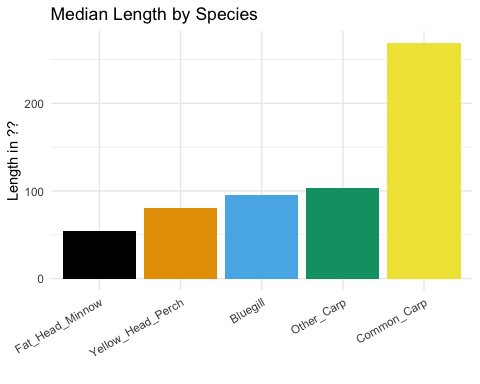 Median Length by Species
Length in ??
200
100
0
Fat_Head_Minnow
Yellow_Head_Perch
Bluegill
Other_Carp
Common_Carp